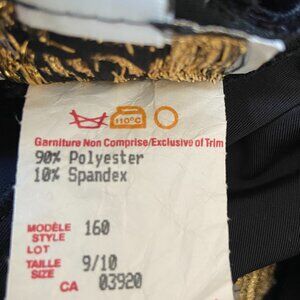 110°C
Garniture Non Comprise/Exclusive of Trim
90% Polyester
10% Spandex
MODÈLE
STYLE 160
LOT
TAILLE
SIZE 9/10
CA 03920